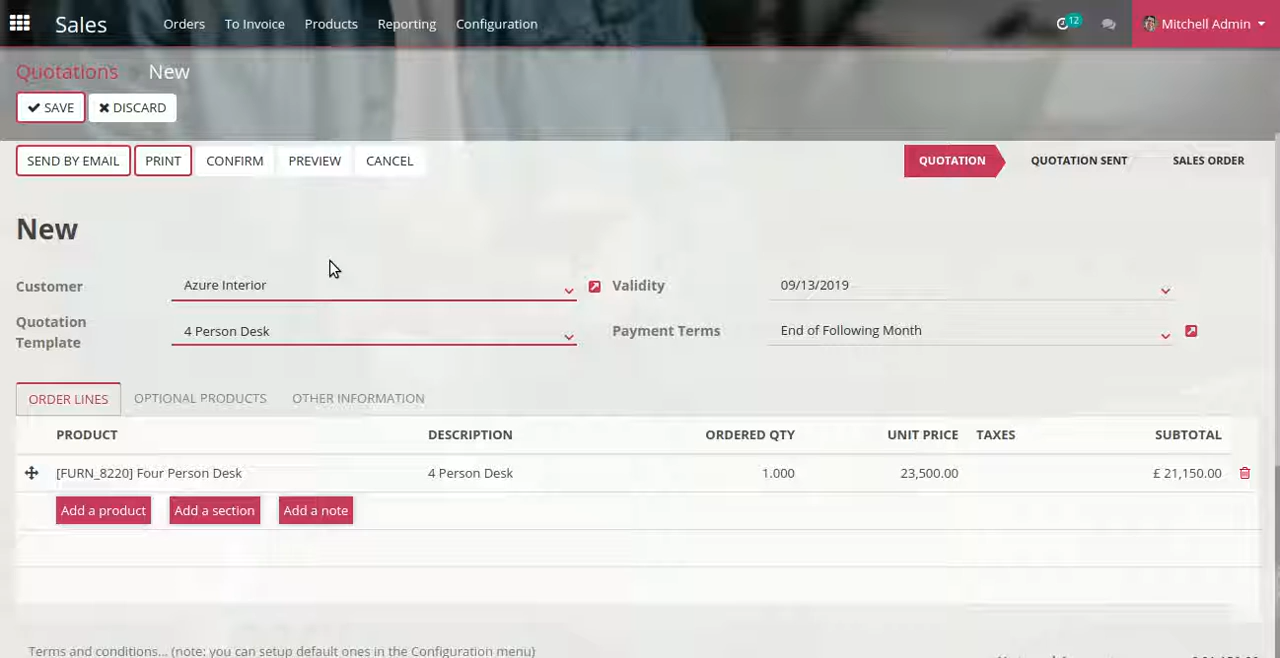 Sales Orders To Invoice Products Reporting Configuration 12 Mitchell Admin
Quotations New
SAVE DISCARD
SEND BY EMAIL PRINT CONFIRM PREVIEW CANCEL QUOTATION QUOTATION SENT SALES ORDER
New
Customer Azure Interior Validity 09/13/2019
Quotation Template 4 Person Desk Payment Terms End of Following Month
ORDER LINES OPTIONAL PRODUCTS OTHER INFORMATION
PRODUCT DESCRIPTION ORDERED QTY UNIT PRICE TAXES SUBTOTAL
[FURN_8220] Four Person Desk 4 Person Desk 1.000 23,500.00 £ 21,150.00
Add a product Add a section Add a note
Terms and conditions... (note: you can setup default ones in the Configuration menu)